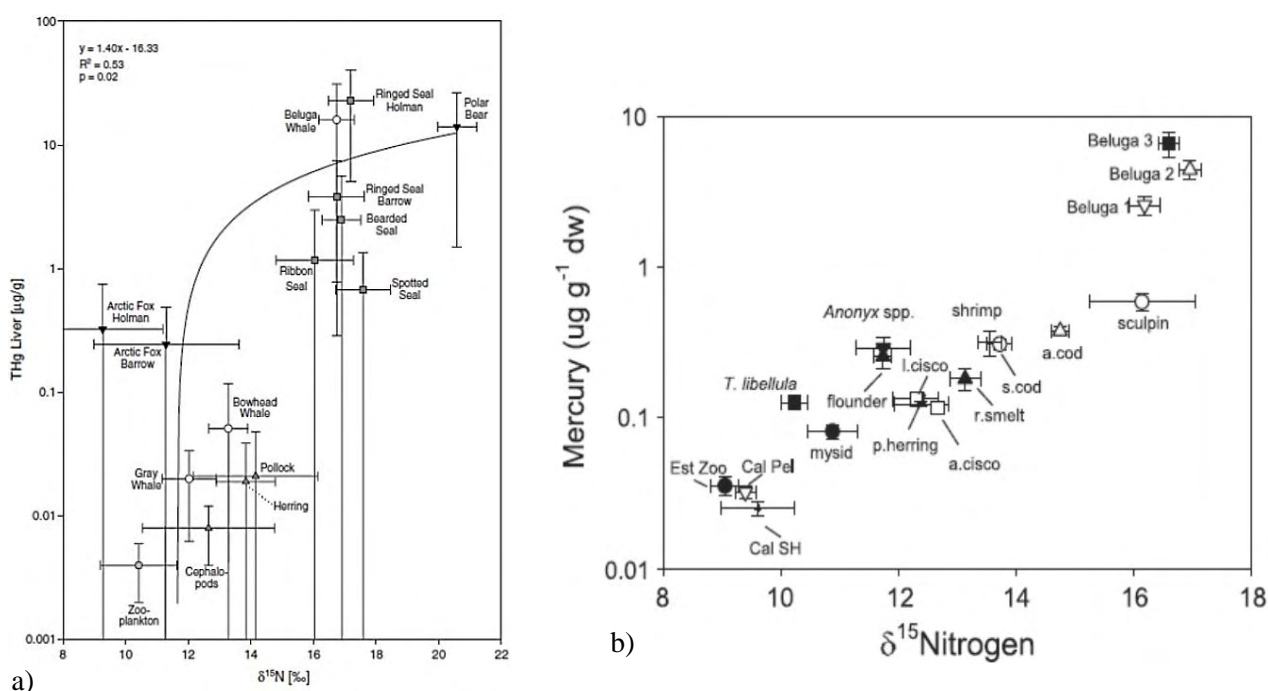 100
y = 1.40x - 16.33
R² = 0.53
p = 0.02
Ringed Seal
Holman
Beluga
Whale
Polar
Bear
10
Ringed Seal
Barrow
Bearded
Seal
Ribbon
Seal
Spotted
Seal
1
THg Liver [µg/g]
Arctic Fox
Holman
Arctic Fox
Barrow
0.1
Bowhead
Whale
Gray
Whale
Pollock
Herring
0.01
Cephalo-
pods
Zoo-
plankton
0.001
8 10 12 14 16 18 20 22
δ¹⁵N [‰]
a)
10
Beluga 3
Beluga 2
Beluga 1
Mercury (ug g⁻¹ dw)
1
Anonyx spp.
shrimp
sculpin
a.cod
l.cisco
s.cod
T. libellula
flounder
r.smelt
0.1
p.herring
a.cisco
mysid
Est Zoo
Cal Pel
Cal SH
0.01
8 10 12 14 16 18
δ¹⁵Nitrogen
b)